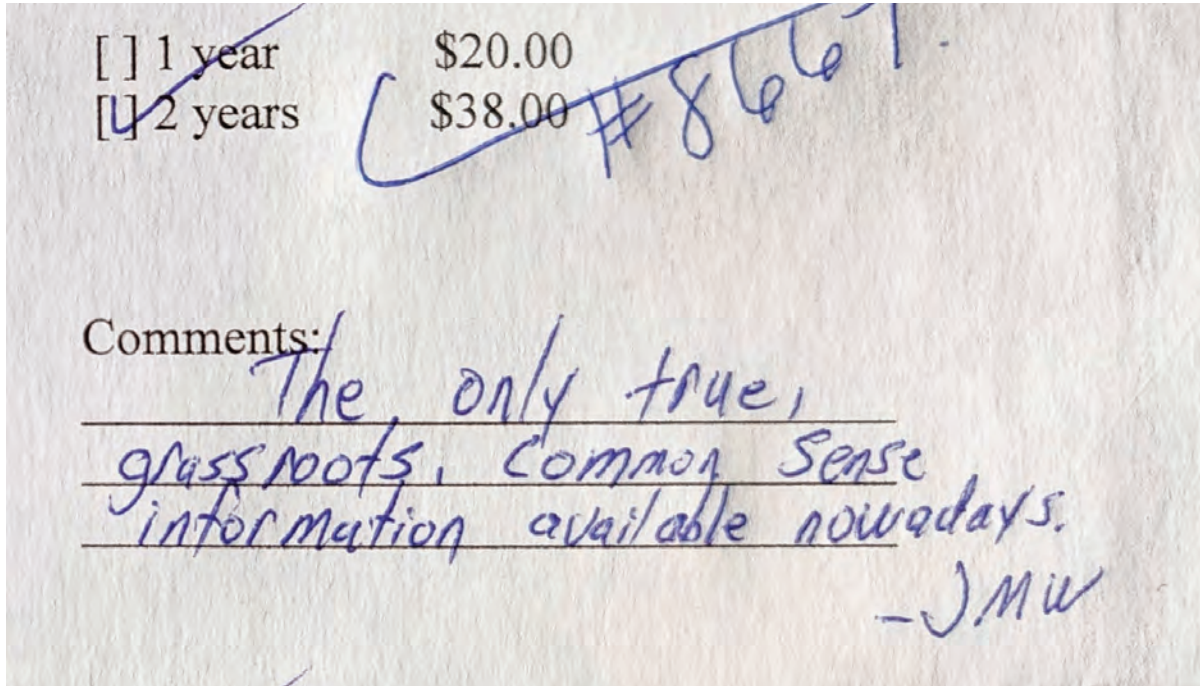 [ ] 1 year $20.00
[✓] 2 years $38.00 #8667
Comments:
The only true,
grassroots, Common Sense
information available nowadays.
-JMW